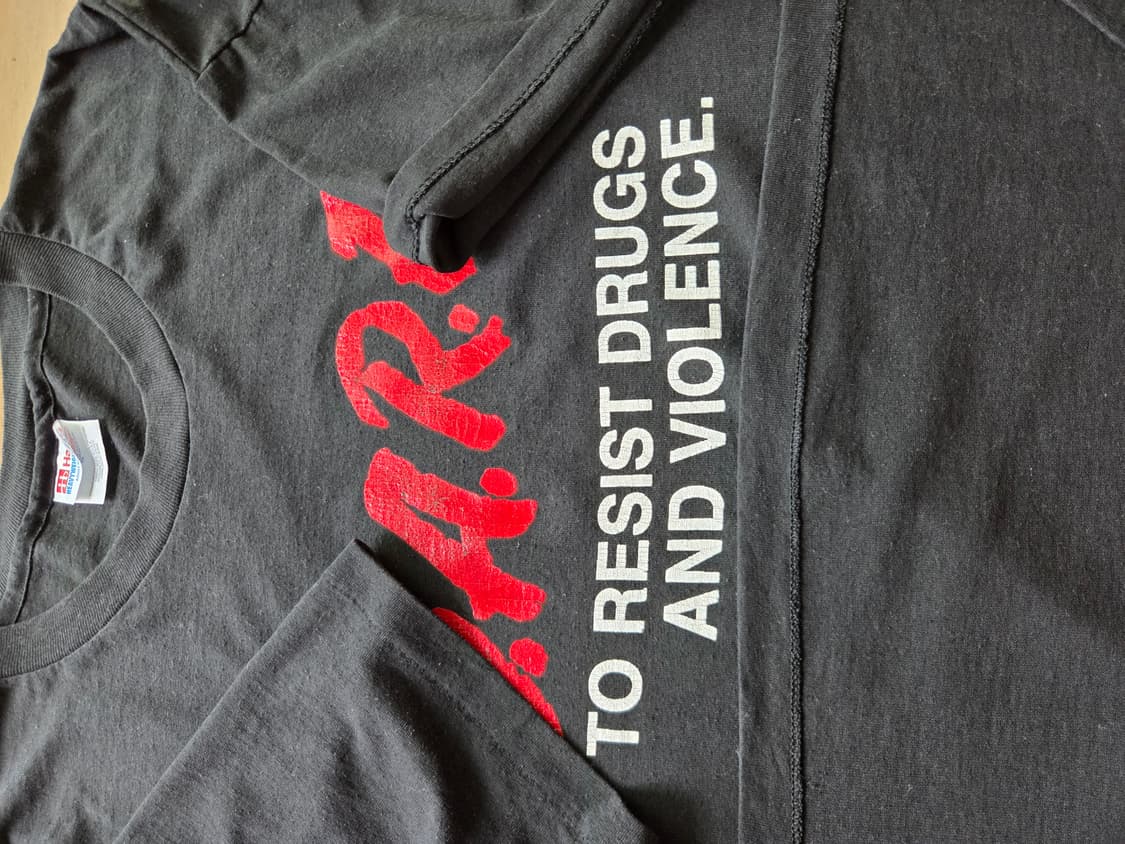 .A.R.
TO RESIST DRUGS
AND VIOLENCE.